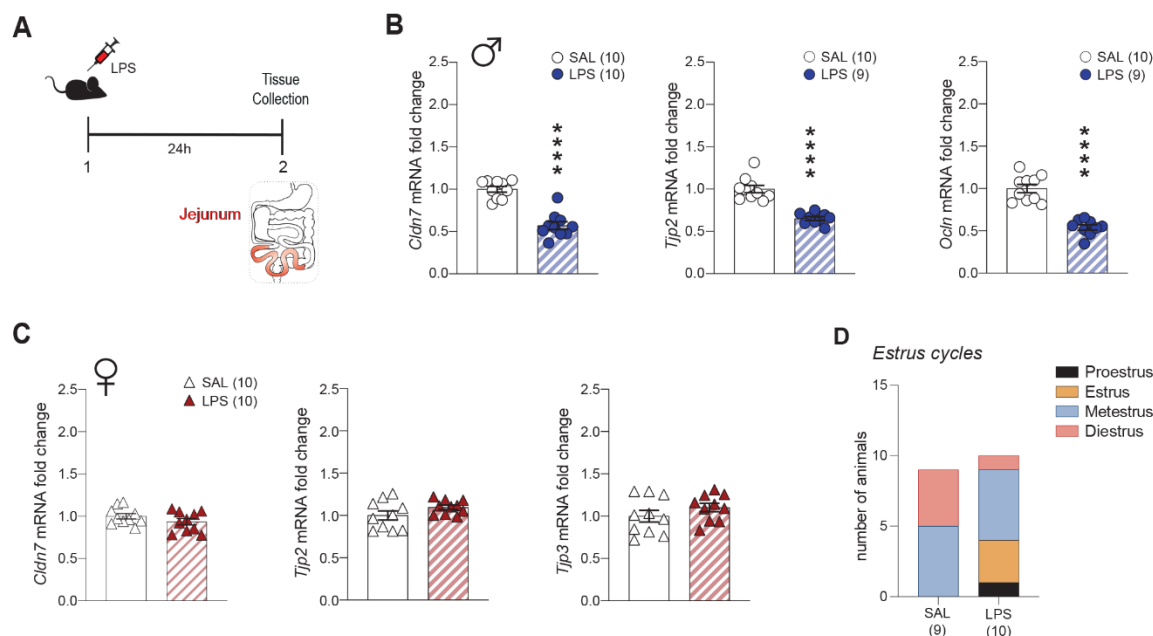 A
LPS
Tissue
Collection
24h
1
2
Jejunum
B
♂
SAL (10)
LPS (10)
Cldn7 mRNA fold change
2.5
2.0
1.5
1.0
0.5
0.0
****
SAL (10)
LPS (9)
Tjp2 mRNA fold change
2.5
2.0
1.5
1.0
0.5
0.0
****
SAL (10)
LPS (9)
Ocln mRNA fold change
2.5
2.0
1.5
1.0
0.5
0.0
****
C
♀
SAL (10)
LPS (10)
Cldn7 mRNA fold change
2.5
2.0
1.5
1.0
0.5
0.0
Tjp2 mRNA fold change
2.5
2.0
1.5
1.0
0.5
0.0
Tjp3 mRNA fold change
2.5
2.0
1.5
1.0
0.5
0.0
D
Estrus cycles
Proestrus
Estrus
Metestrus
Diestrus
number of animals
15
10
5
0
SAL
(9)
LPS
(10)